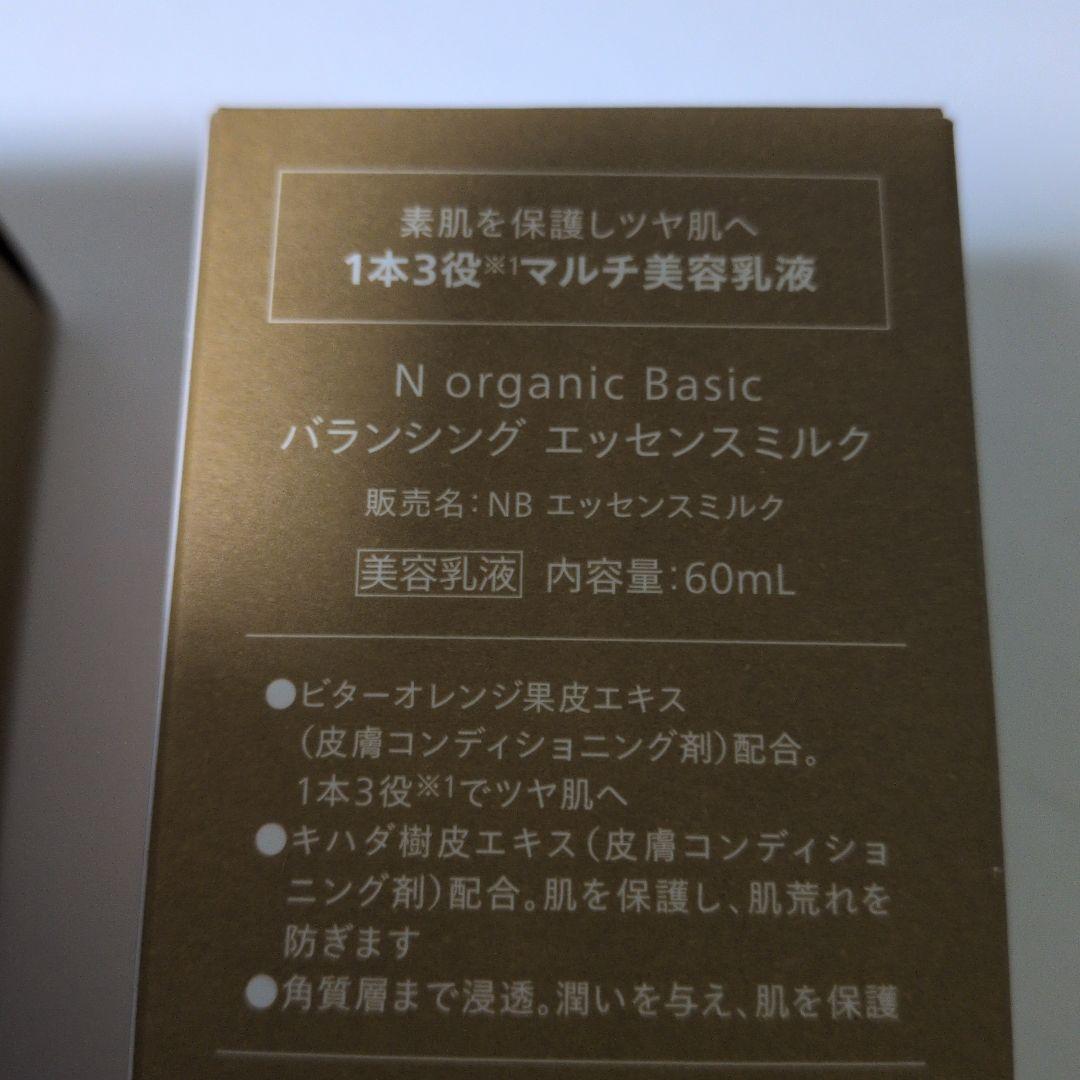 素肌を保護しツヤ肌へ
1本3役※1マルチ美容乳液
N organic Basic
バランシング エッセンスミルク
販売名：NB エッセンスミルク
美容乳液 内容量：60mL
●ビターオレンジ果皮エキス
（皮膚コンディショニング剤）配合。
1本3役※1でツヤ肌へ
●キハダ樹皮エキス（皮膚コンディショ
ニング剤）配合。肌を保護し、肌荒れを
防ぎます
●角質層まで浸透。潤いを与え、肌を保護